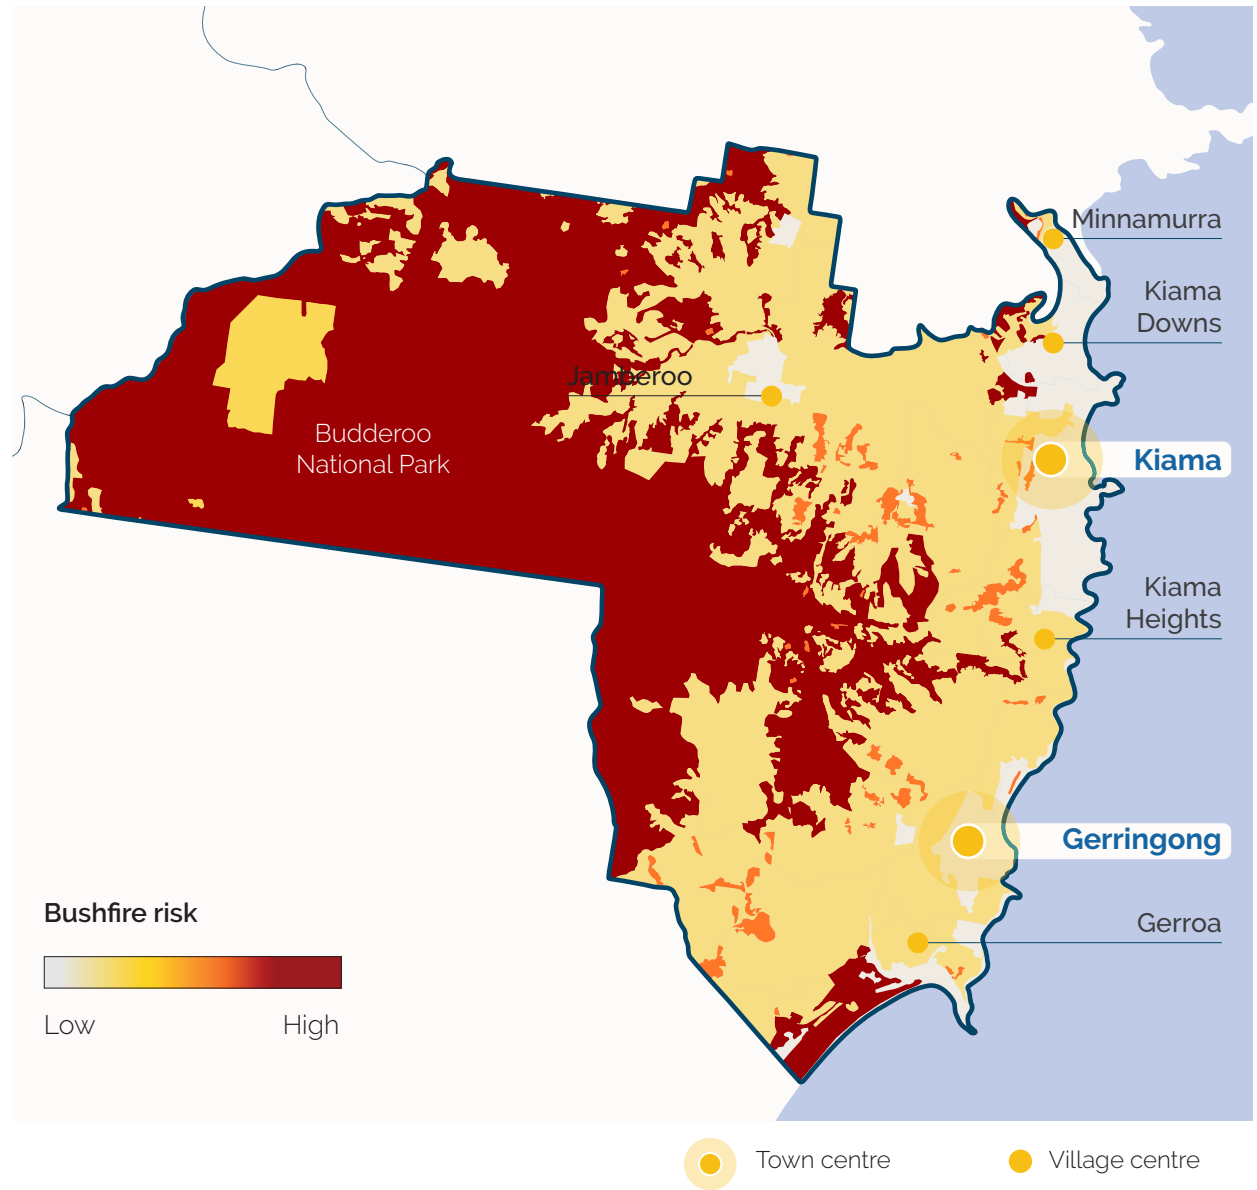 Minnamurra
Kiama
Downs
Jamberoo
Budderoo
National Park
Kiama
Kiama
Heights
Gerringong
Bushfire risk
Gerroa
Low
High
Town centre
Village centre